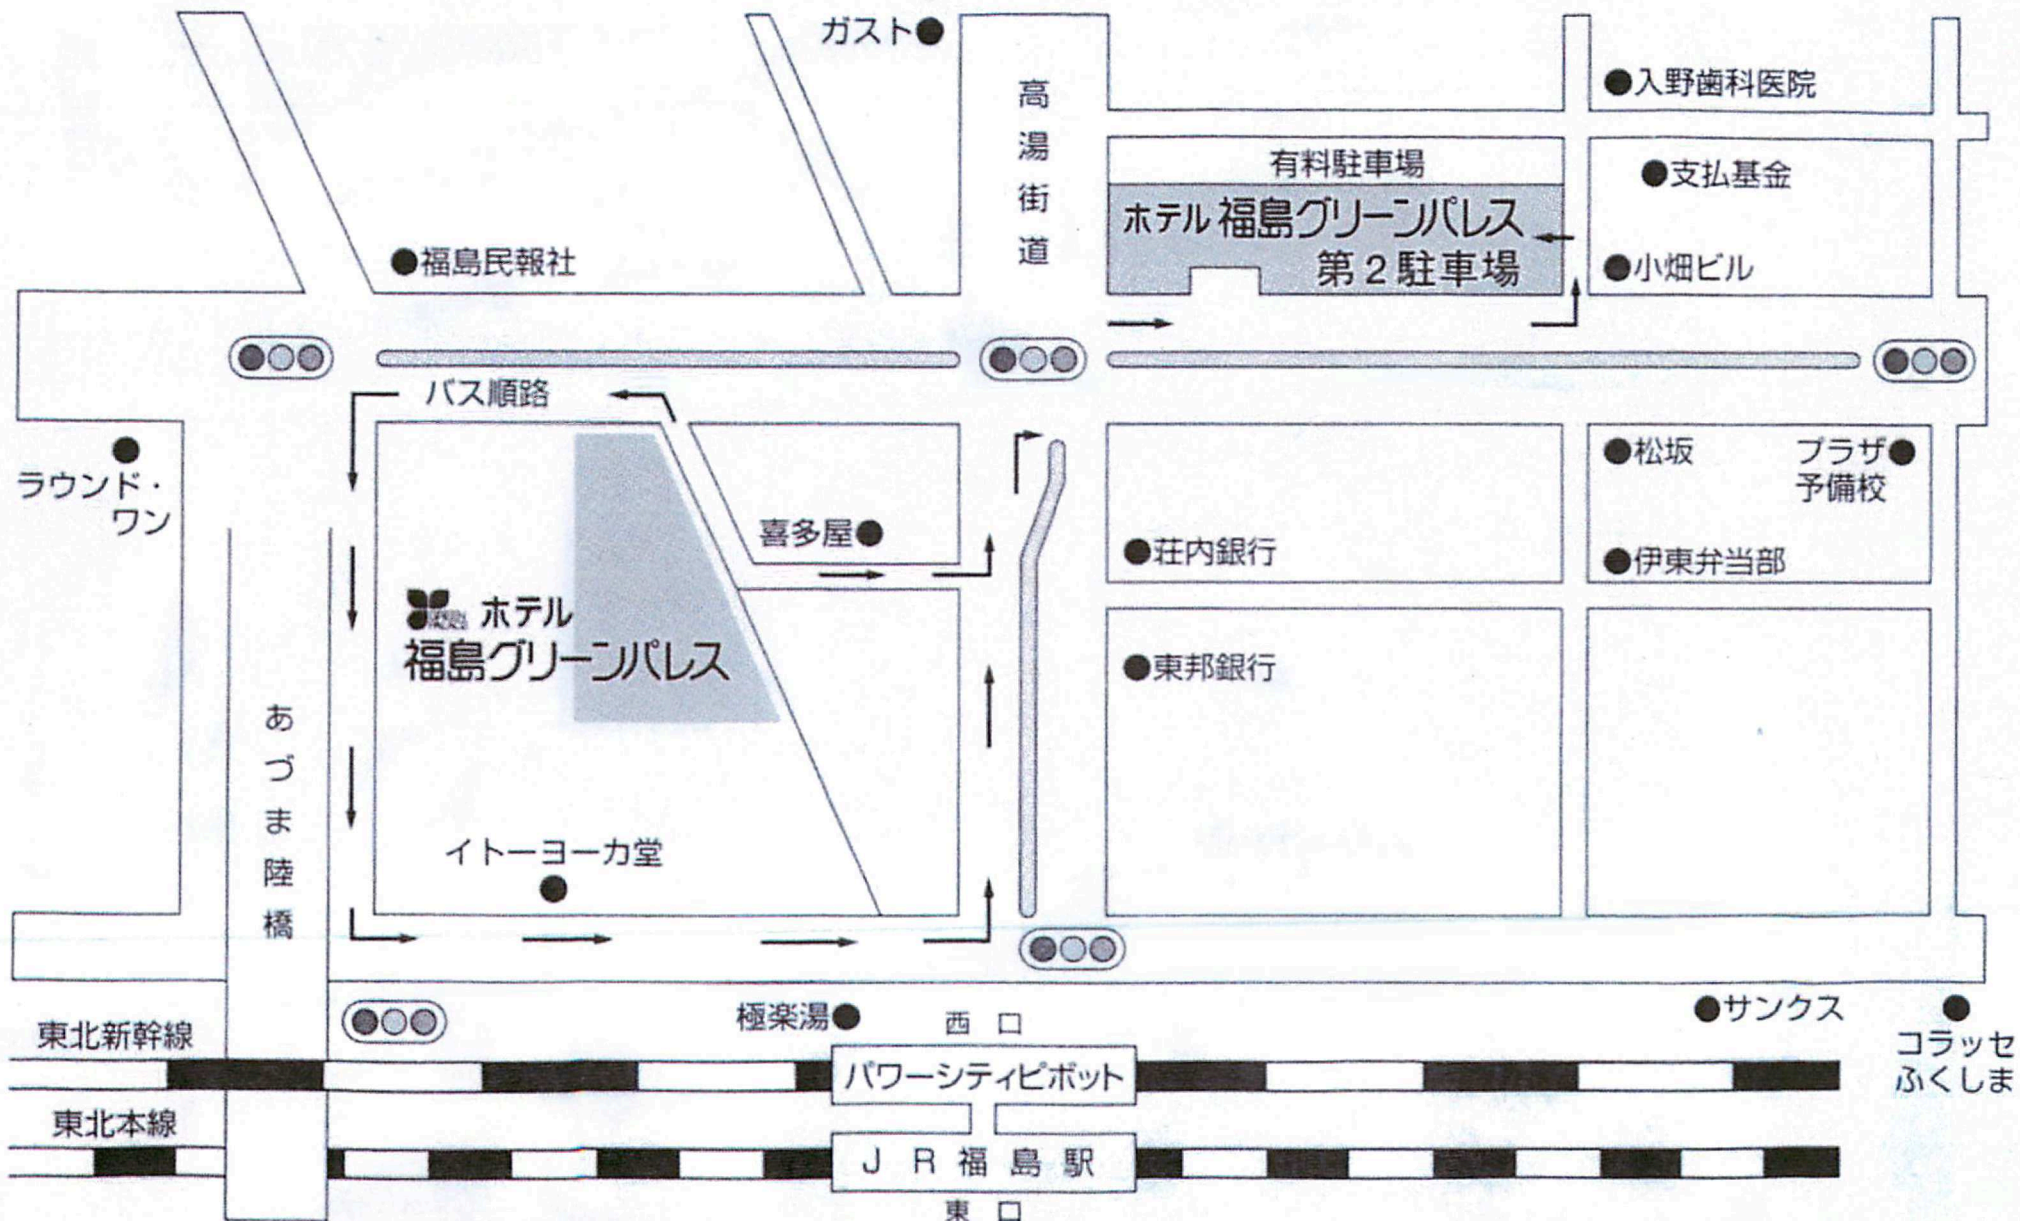 ガスト
高湯街道
入野歯科医院
有料駐車場
支払基金
ホテル 福島グリーンパレス
第2駐車場
福島民報社
小畑ビル
バス順路
ラウンド・
ワン
松坂
プラザ
予備校
喜多屋
荘内銀行
伊東弁当部
ホテル
福島グリーンパレス
東邦銀行
あづま陸橋
イトーヨーカ堂
極楽湯
西口
サンクス
東北新幹線
コラッセ
ふくしま
パワーシティピボット
東北本線
JR福島駅
東口